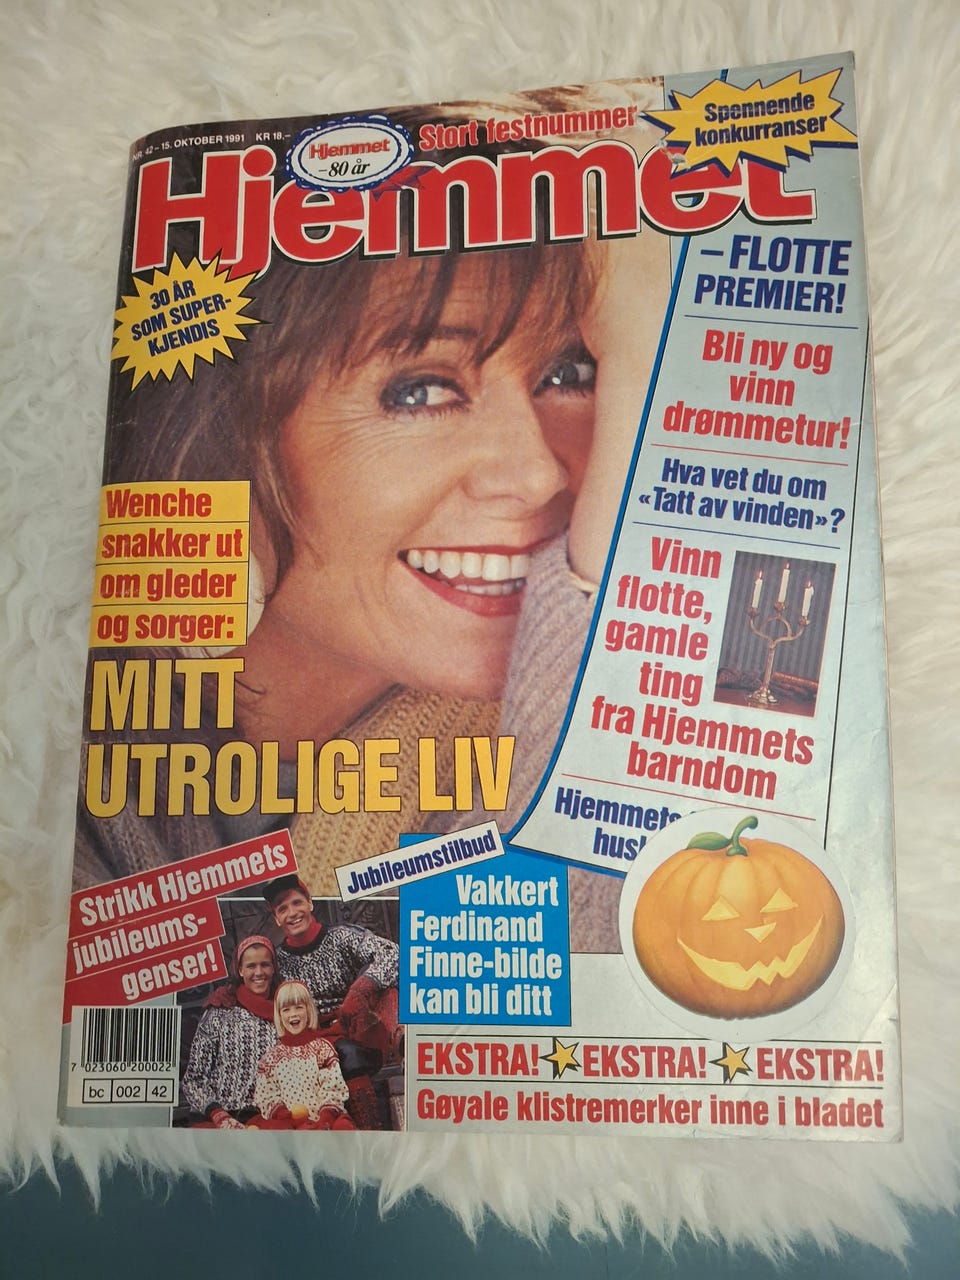 NR. 42 – 15. OKTOBER 1991 KR 18,–
Hjemmet
– 80 år
Stort festnummer
Spennende
konkurranser
Hjemmet
– FLOTTE
PREMIER!
30 ÅR
SOM SUPER-
KJENDIS
Bli ny og
vinn
drømmetur!
Hva vet du om
«Tatt av vinden»?
Wenche
snakker ut
om gleder
og sorger:
MITT
UTROLIGE LIV
Vinn
flotte,
gamle
ting
fra Hjemmets
barndom
Hjemmets
Jubileumstilbud
Vakkert
Ferdinand
Finne-bilde
kan bli ditt
Strikk Hjemmets
jubileums-
genser!
7 023060 200022
bc 002 42
EKSTRA! EKSTRA! EKSTRA!
Gøyale klistremerker inne i bladet